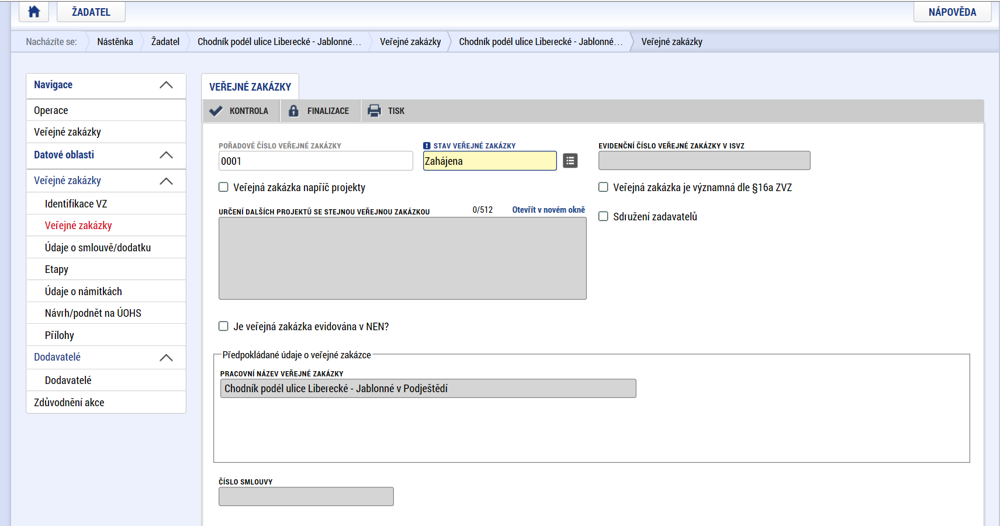 ŽADATEL
NÁPOVĚDA
Nacházíte se: Nástěnka Žadatel Chodník podél ulice Liberecké - Jablonné... Veřejné zakázky Chodník podél ulice Liberecké - Jablonné... Veřejné zakázky
Navigace
Operace
Veřejné zakázky
Datové oblasti
Veřejné zakázky
Identifikace VZ
Veřejné zakázky
Údaje o smlouvě/dodatku
Etapy
Údaje o námitkách
Návrh/podnět na ÚOHS
Přílohy
Dodavatelé
Dodavatelé
Zdůvodnění akce
VEŘEJNÉ ZAKÁZKY
KONTROLA FINALIZACE TISK
POŘADOVÉ ČÍSLO VEŘEJNÉ ZAKÁZKY
0001
STAV VEŘEJNÉ ZAKÁZKY
Zahájena
EVIDENČNÍ ČÍSLO VEŘEJNÉ ZAKÁZKY V ISVZ
Veřejná zakázka napříč projekty
Veřejná zakázka je významná dle §16a ZVZ
URČENÍ DALŠÍCH PROJEKTŮ SE STEJNOU VEŘEJNOU ZAKÁZKOU 0/512 Otevřít v novém okně
Sdružení zadavatelů
Je veřejná zakázka evidována v NEN?
Předpokládané údaje o veřejné zakázce
PRACOVNÍ NÁZEV VEŘEJNÉ ZAKÁZKY
Chodník podél ulice Liberecké - Jablonné v Podještědí
ČÍSLO SMLOUVY